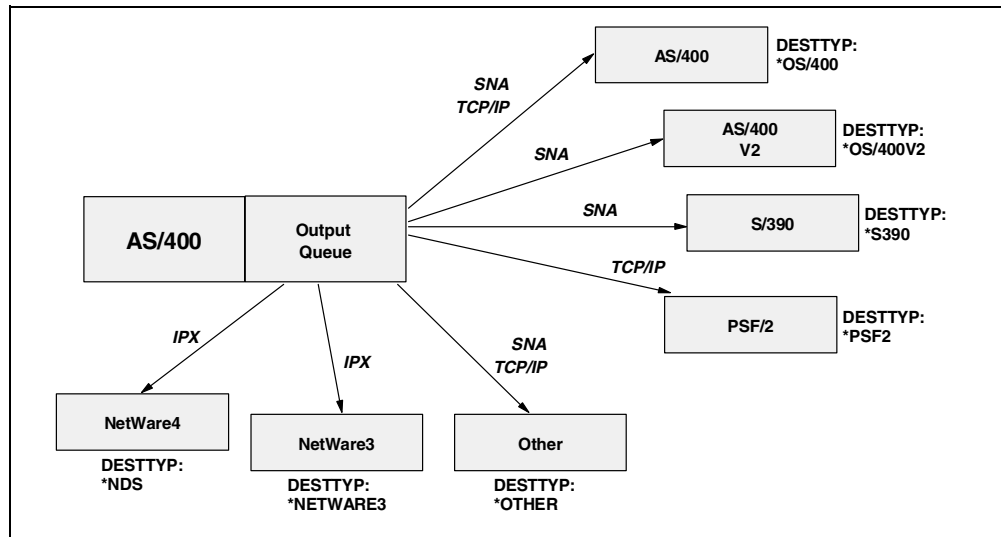 AS/400
DESTTYP:
*OS/400
SNA
TCP/IP
AS/400
V2
DESTTYP:
*OS/400V2
SNA
AS/400
Output
Queue
SNA
S/390
DESTTYP:
*S390
TCP/IP
PSF/2
DESTTYP:
*PSF2
IPX
IPX
SNA
TCP/IP
NetWare4
DESTTYP:
*NDS
NetWare3
DESTTYP:
*NETWARE3
Other
DESTTYP:
*OTHER